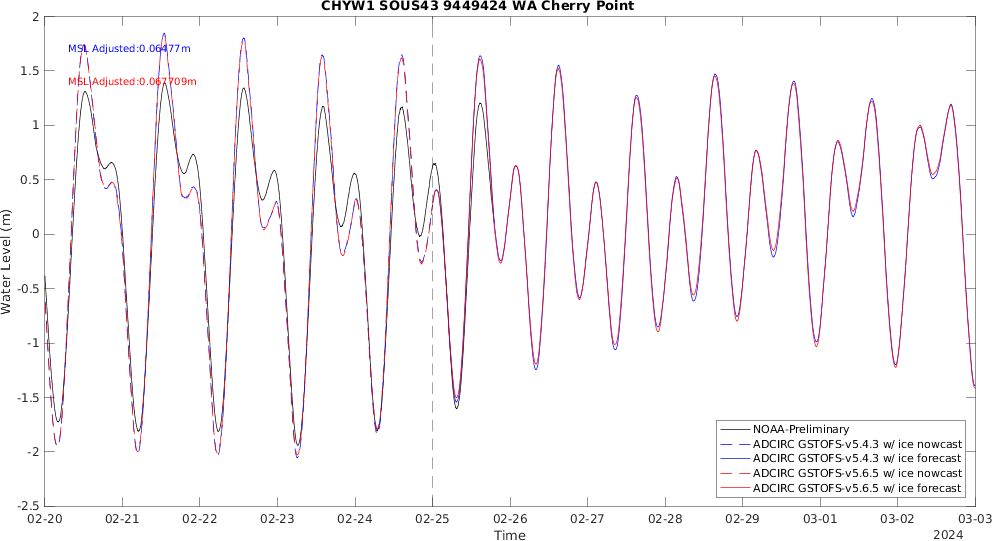 CHYW1 SOUS43 9449424 WA Cherry Point
2
1.5
1
0.5
0
-0.5
-1
-1.5
-2
-2.5
Water Level (m)
MSL Adjusted:0.06477m
MSL Adjusted:0.067709m
NOAA-Preliminary
ADCIRC GSTOFS-v5.4.3 w/ ice nowcast
ADCIRC GSTOFS-v5.4.3 w/ ice forecast
ADCIRC GSTOFS-v5.6.5 w/ ice nowcast
ADCIRC GSTOFS-v5.6.5 w/ ice forecast
02-20 02-21 02-22 02-23 02-24 02-25 02-26 02-27 02-28 02-29 03-01 03-02 03-03
Time
2024